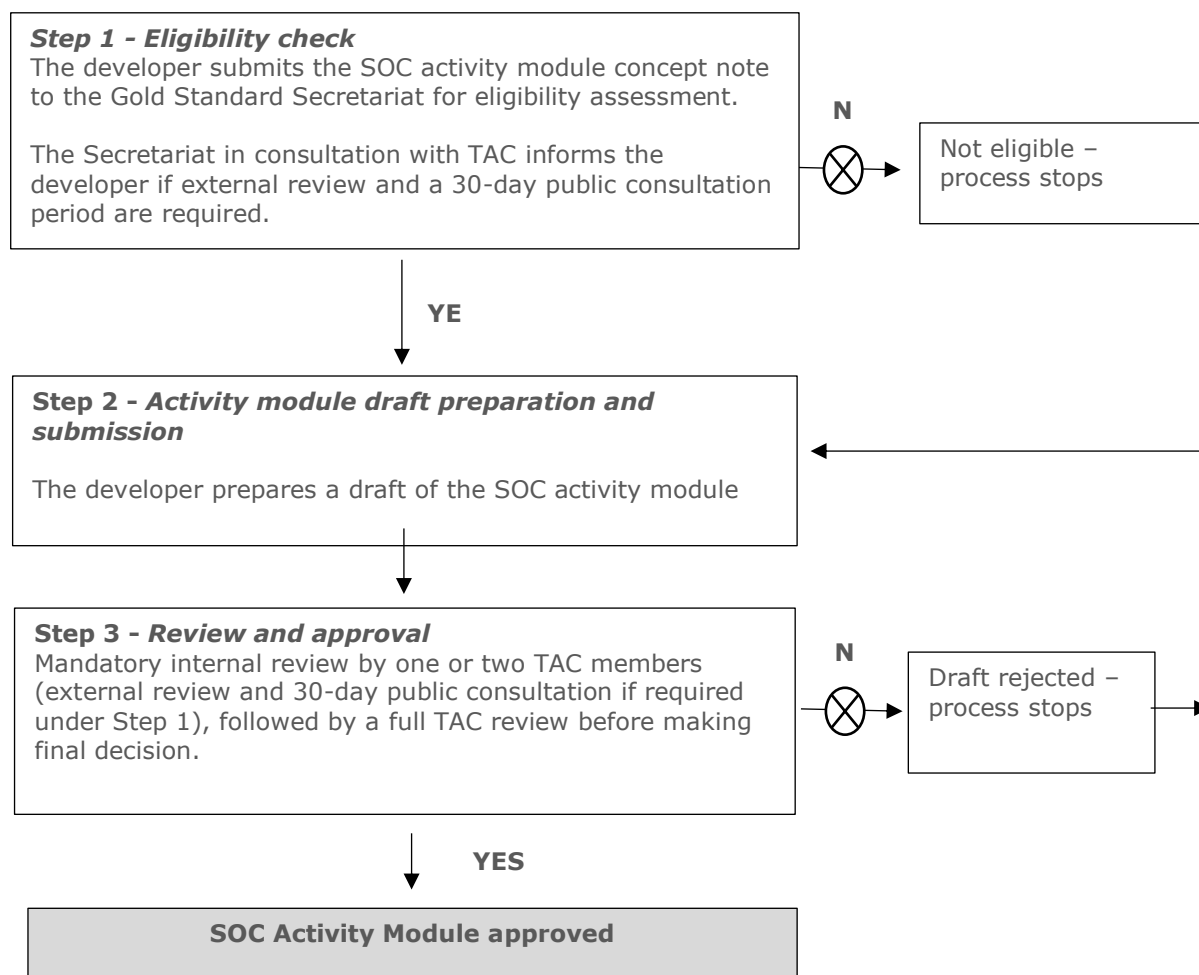 Step 1 - Eligibility check
The developer submits the SOC activity module concept note
to the Gold Standard Secretariat for eligibility assessment.
The Secretariat in consultation with TAC informs the
developer if external review and a 30-day public consultation
period are required.
N
Not eligible –
process stops
YE
Step 2 - Activity module draft preparation and
submission
The developer prepares a draft of the SOC activity module
Step 3 - Review and approval
Mandatory internal review by one or two TAC members
(external review and 30-day public consultation if required
under Step 1), followed by a full TAC review before making
final decision.
N
Draft rejected –
process stops
YES
SOC Activity Module approved